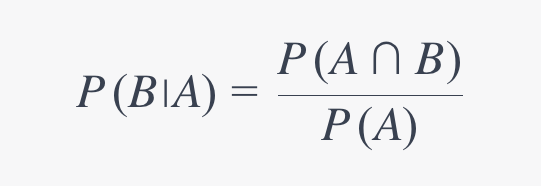 P(B|A) = P(A ∩ B) / P(A)